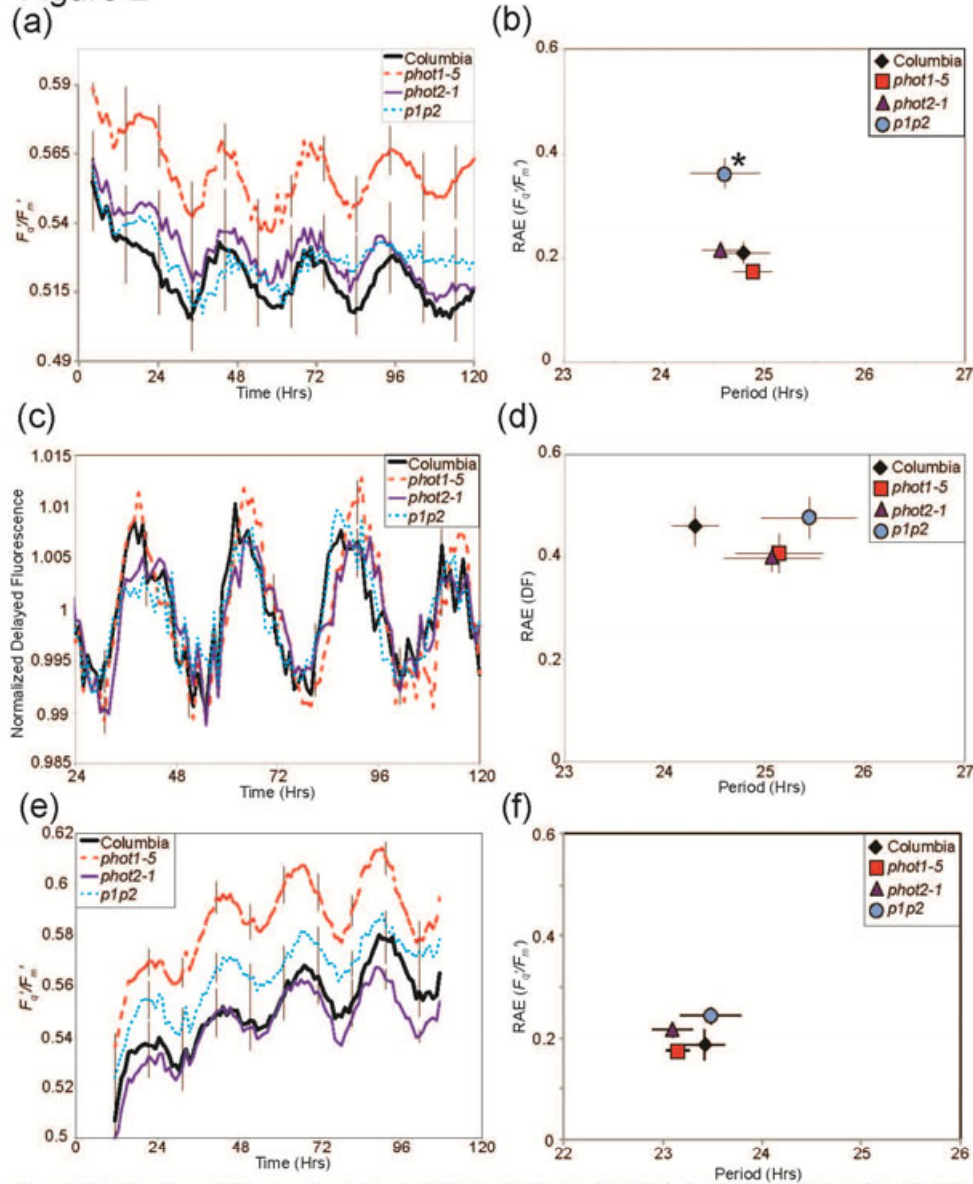 (a)
Columbia
phot1-5
phot2-1
p1p2
0.59
0.565
0.54
0.515
0.49
Fq'/Fm'
0
24
48
72
96
120
Time (Hrs)
(b)
Columbia
phot1-5
phot2-1
p1p2
0.6
0.4
0.2
0
*
RAE (Fq'/Fm')
23
24
25
26
27
Period (Hrs)
(c)
Columbia
phot1-5
phot2-1
p1p2
1.015
1.01
1.005
1
0.995
0.99
0.985
Normalized Delayed Fluorescence
24
48
72
96
120
Time (Hrs)
(d)
Columbia
phot1-5
phot2-1
p1p2
0.6
0.4
0.2
0
RAE (DF)
23
24
25
26
27
Period (Hrs)
(e)
Columbia
phot1-5
phot2-1
p1p2
0.62
0.6
0.58
0.56
0.54
0.52
0.5
Fq'/Fm'
0
24
48
72
96
120
Time (Hrs)
(f)
Columbia
phot1-5
phot2-1
p1p2
0.6
0.4
0.2
0
RAE (Fq'/Fm')
22
23
24
25
26
Period (Hrs)